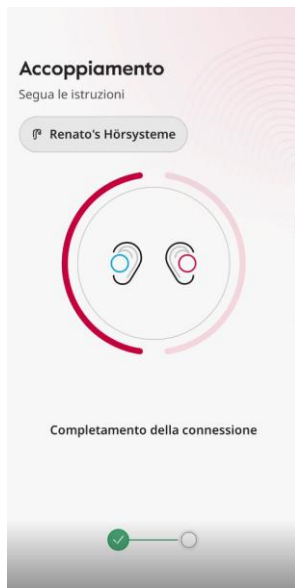 Accoppiamento
Segua le istruzioni
Renato's Hörsysteme
Completamento della connessione